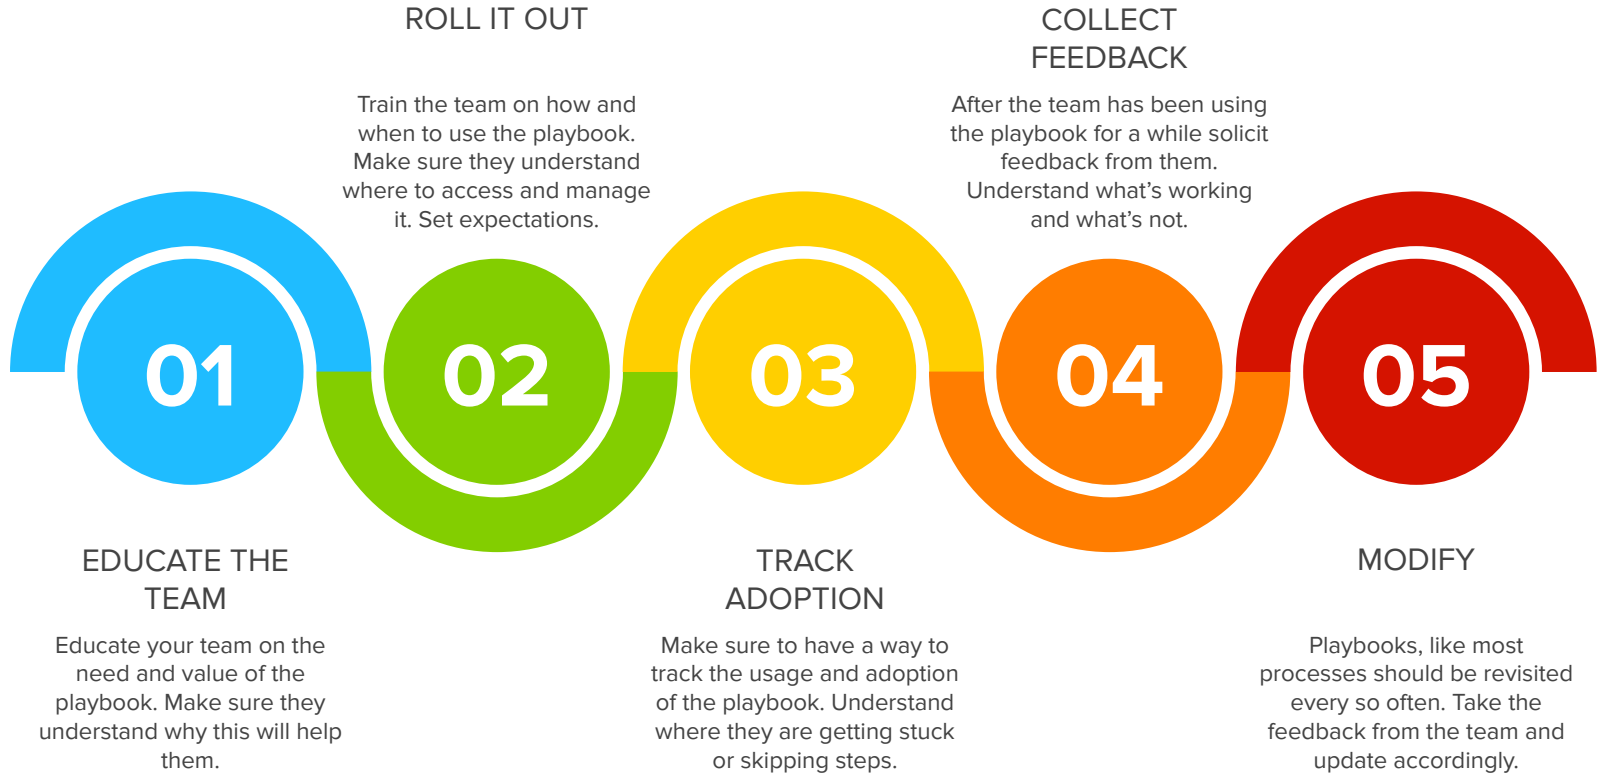 01
EDUCATE THE
TEAM
Educate your team on the
need and value of the
playbook. Make sure they
understand why this will help
them.
ROLL IT OUT
Train the team on how and
when to use the playbook.
Make sure they understand
where to access and manage
it. Set expectations.
02
03
TRACK
ADOPTION
Make sure to have a way to
track the usage and adoption
of the playbook. Understand
where they are getting stuck
or skipping steps.
COLLECT
FEEDBACK
After the team has been using
the playbook for a while solicit
feedback from them.
Understand what’s working
and what’s not.
04
05
MODIFY
Playbooks, like most
processes should be revisited
every so often. Take the
feedback from the team and
update accordingly.